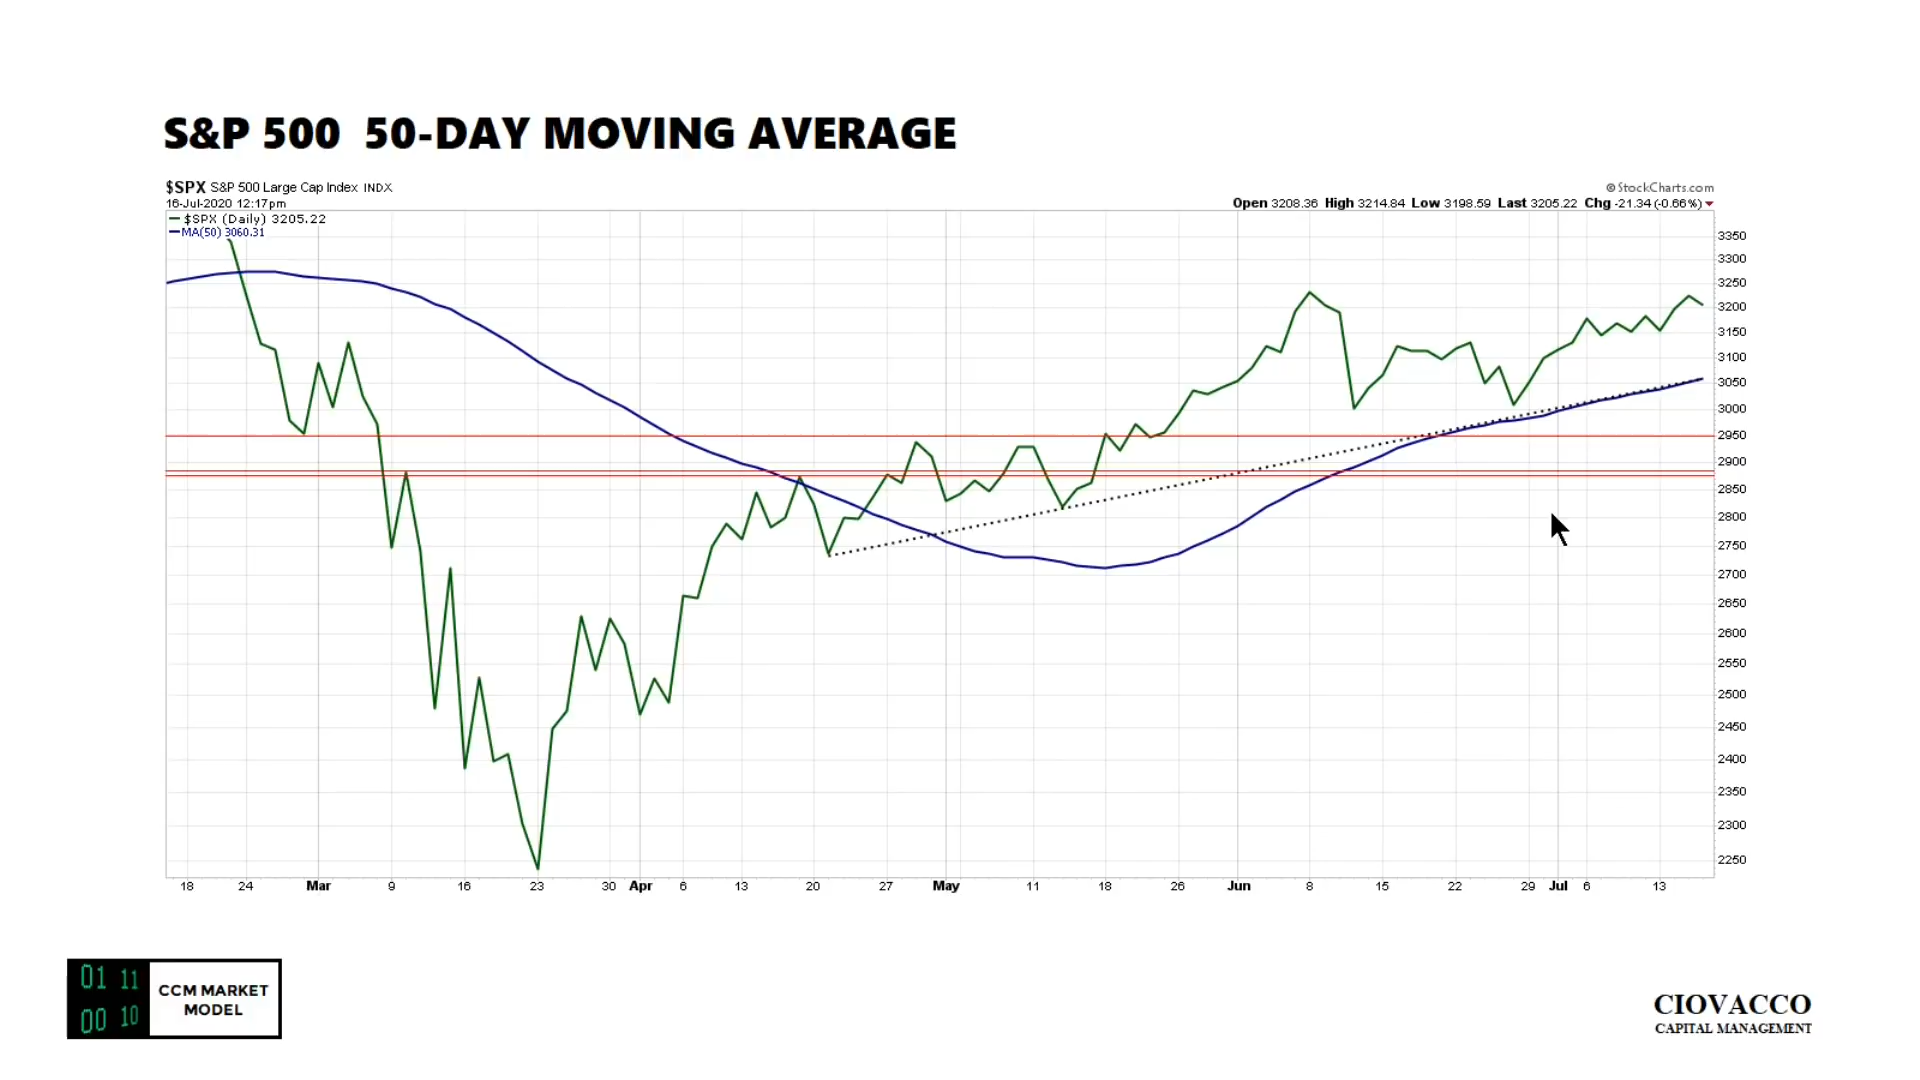 S&P 500 50-DAY MOVING AVERAGE
$SPX S&P 500 Large Cap Index INDX
© StockCharts.com
16-Jul-2020 12:17pm
Open 3208.36 High 3214.84 Low 3198.59 Last 3205.22 Chg -21.34 (-0.66%)
$SPX (Daily) 3205.22
MA(50) 3060.31
3350
3300
3250
3200
3150
3100
3050
3000
2950
2900
2850
2800
2750
2700
2650
2600
2550
2500
2450
2400
2350
2300
2250
18 24 Mar 9 16 23 30 Apr 6 13 20 27 May 11 18 26 Jun 8 15 22 29 Jul 6 13
01 11
00 10
CCM MARKET
MODEL
CIOVACCO
CAPITAL MANAGEMENT